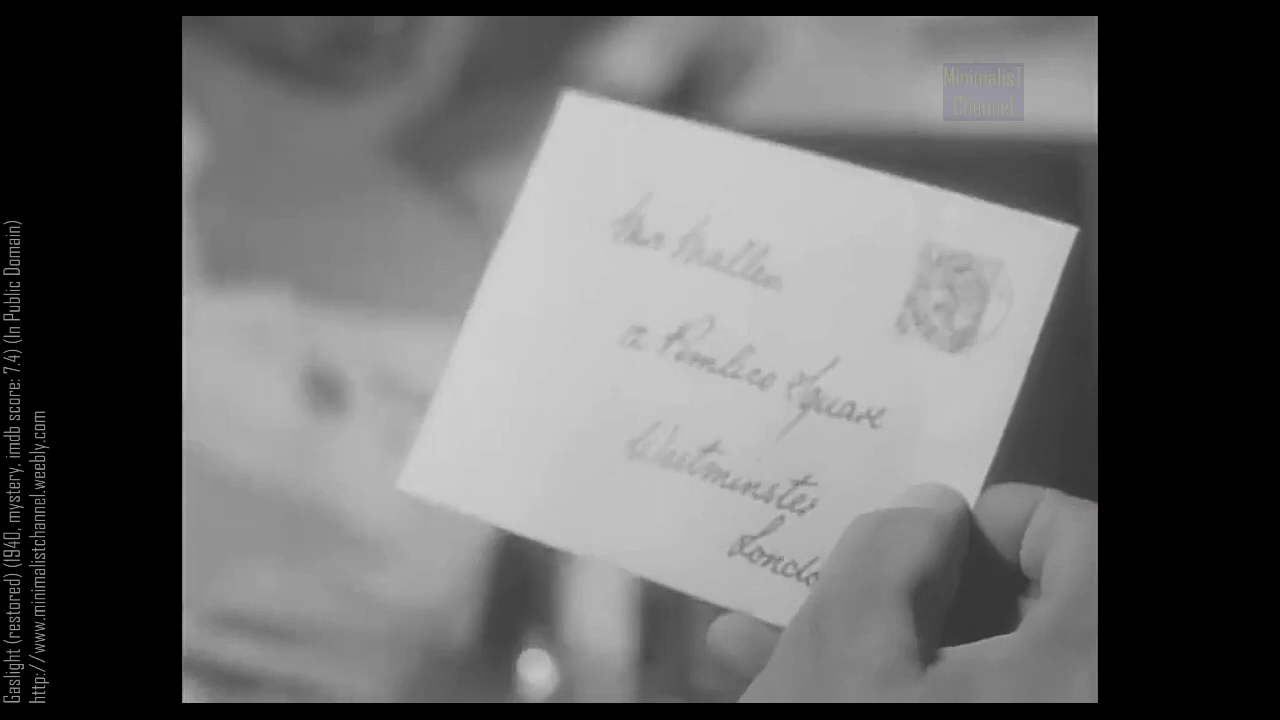 Mrs Mallen
12 Pimlico Square
Westminster
Londo
MinimalisT
Channel
Gaslight (restored) (1940, mystery, imdb score: 7.4) (In Public Domain)
http://www.minimalistchannel.weebly.com